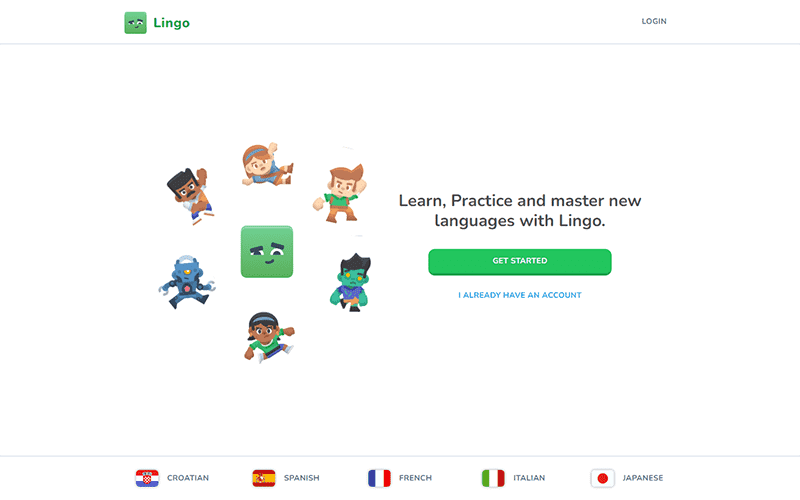 Lingo
LOGIN
Learn, Practice and master new
languages with Lingo.
GET STARTED
I ALREADY HAVE AN ACCOUNT
CROATIAN
SPANISH
FRENCH
ITALIAN
JAPANESE